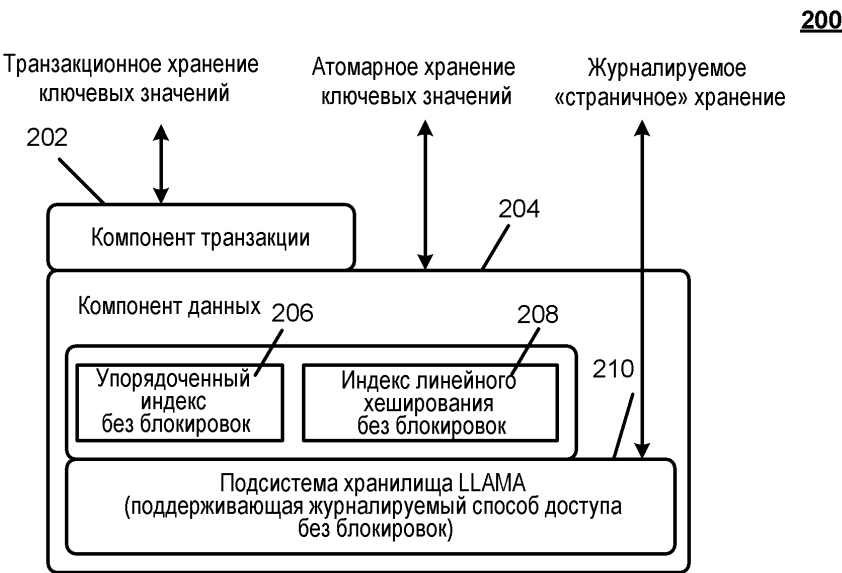 200
Транзакционное хранение
ключевых значений
Атомарное хранение
ключевых значений
Журналируемое
«страничное» хранение
202
Компонент транзакции
204
Компонент данных
206
208
Упорядоченный
индекс
без блокировок
Индекс линейного
хеширования
без блокировок
210
Подсистема хранилища LLAMA
(поддерживающая журналируемый способ доступа
без блокировок)